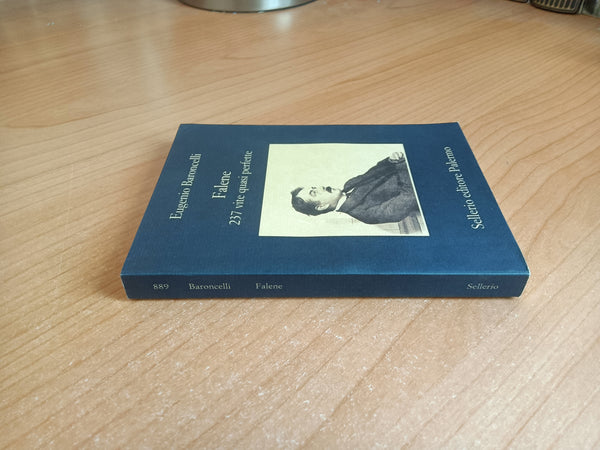 Eugenio Baroncelli
Falene
237 vite quasi perfette
Sellerio editore Palermo
889 Baroncelli Falene Sellerio